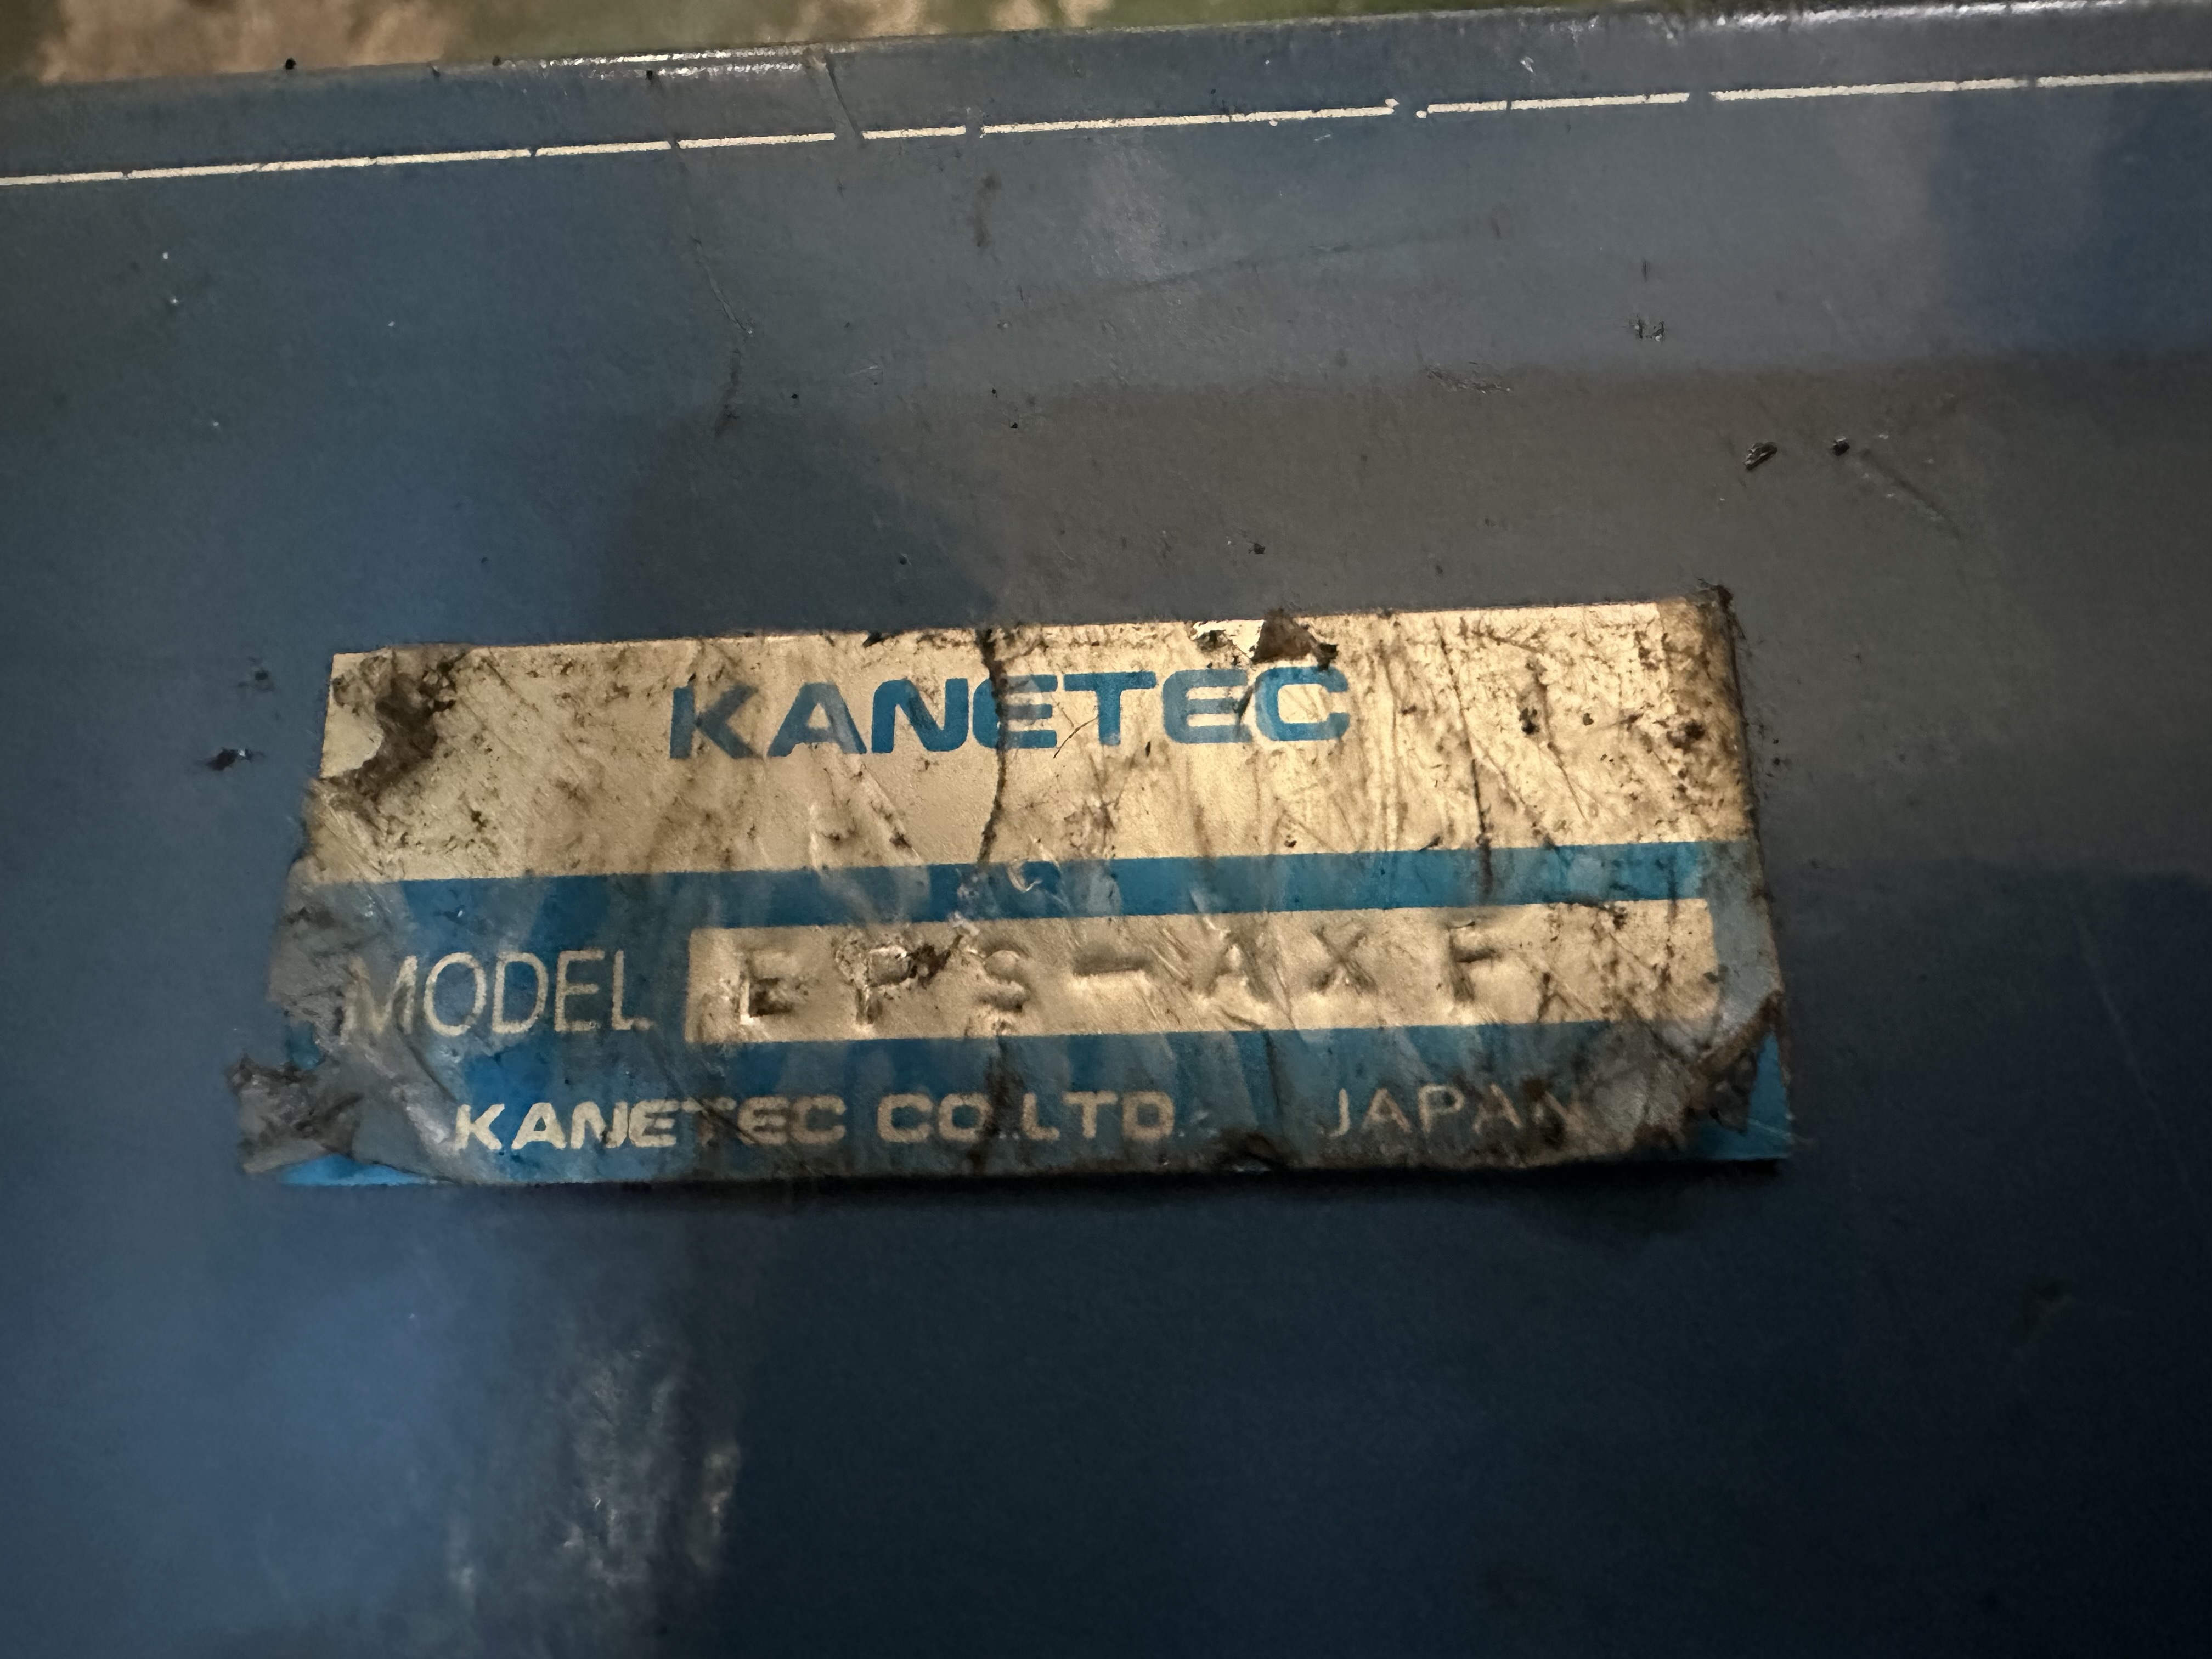 KANETEC
MODEL EPS-AXF
KANETEC CO.LTD. JAPAN